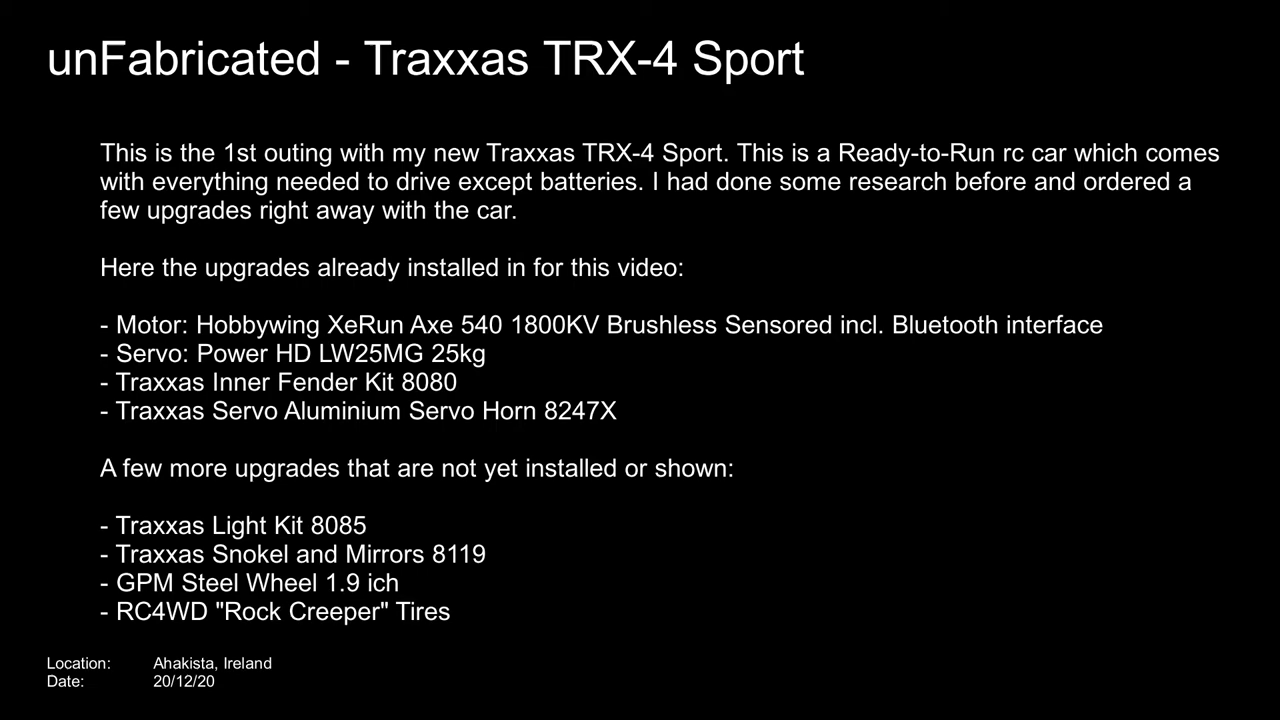 unFabricated - Traxxas TRX-4 Sport
This is the 1st outing with my new Traxxas TRX-4 Sport. This is a Ready-to-Run rc car which comes
with everything needed to drive except batteries. I had done some research before and ordered a
few upgrades right away with the car.
Here the upgrades already installed in for this video:
- Motor: Hobbywing XeRun Axe 540 1800KV Brushless Sensored incl. Bluetooth interface
- Servo: Power HD LW25MG 25kg
- Traxxas Inner Fender Kit 8080
- Traxxas Servo Aluminium Servo Horn 8247X
A few more upgrades that are not yet installed or shown:
- Traxxas Light Kit 8085
- Traxxas Snokel and Mirrors 8119
- GPM Steel Wheel 1.9 ich
- RC4WD "Rock Creeper" Tires
Location: Ahakista, Ireland
Date: 20/12/20